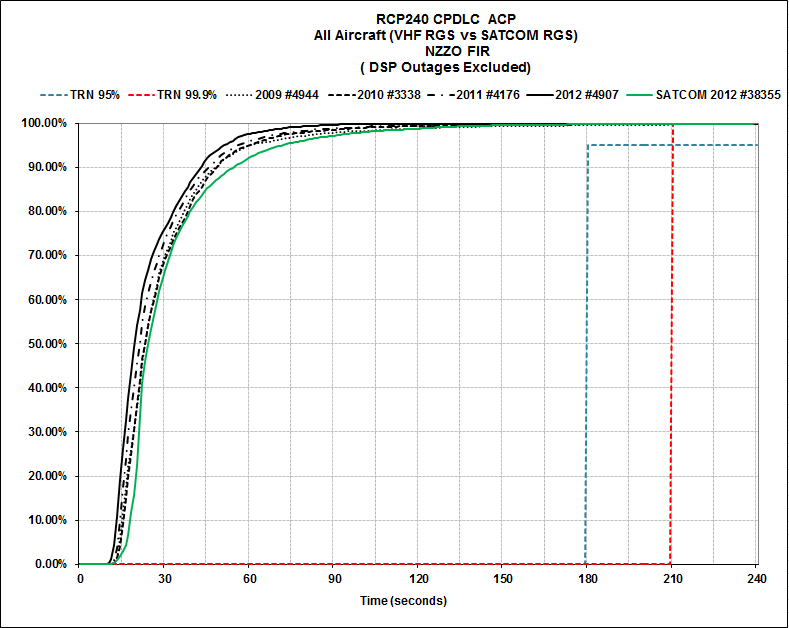 RCP240 CPDLC ACP
All Aircraft (VHF RGS vs SATCOM RGS)
NZZO FIR
( DSP Outages Excluded)
TRN 95% TRN 99.9% 2009 #4944 2010 #3338 2011 #4176 2012 #4907 SATCOM 2012 #38355
100.00%
90.00%
80.00%
70.00%
60.00%
50.00%
40.00%
30.00%
20.00%
10.00%
0.00%
0 30 60 90 120 150 180 210 240
Time (seconds)